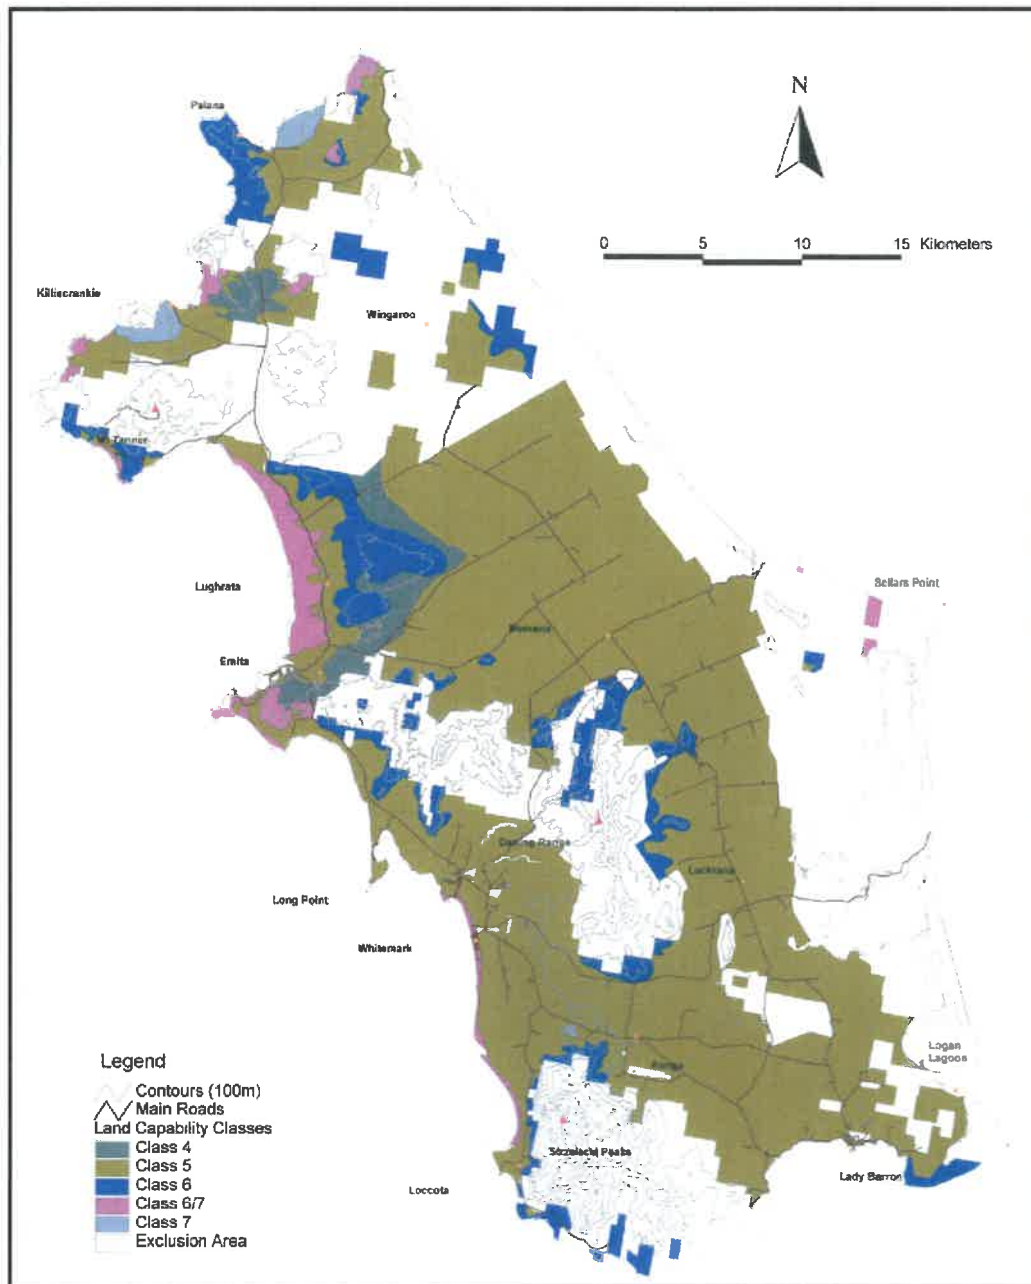 N
Palana
0 5 10 15 Kilometers
Killiecrankie
Wingaroo
Mt Tanner
Lughrata
Sellars Point
Emita
Memana
Darling Range
Lackrana
Long Point
Whitemark
Logan
Lagoon
Ranga
Strzelecki Peaks
Loccota
Lady Barron
Legend
Contours (100m)
Main Roads
Land Capability Classes
Class 4
Class 5
Class 6
Class 6/7
Class 7
Exclusion Area